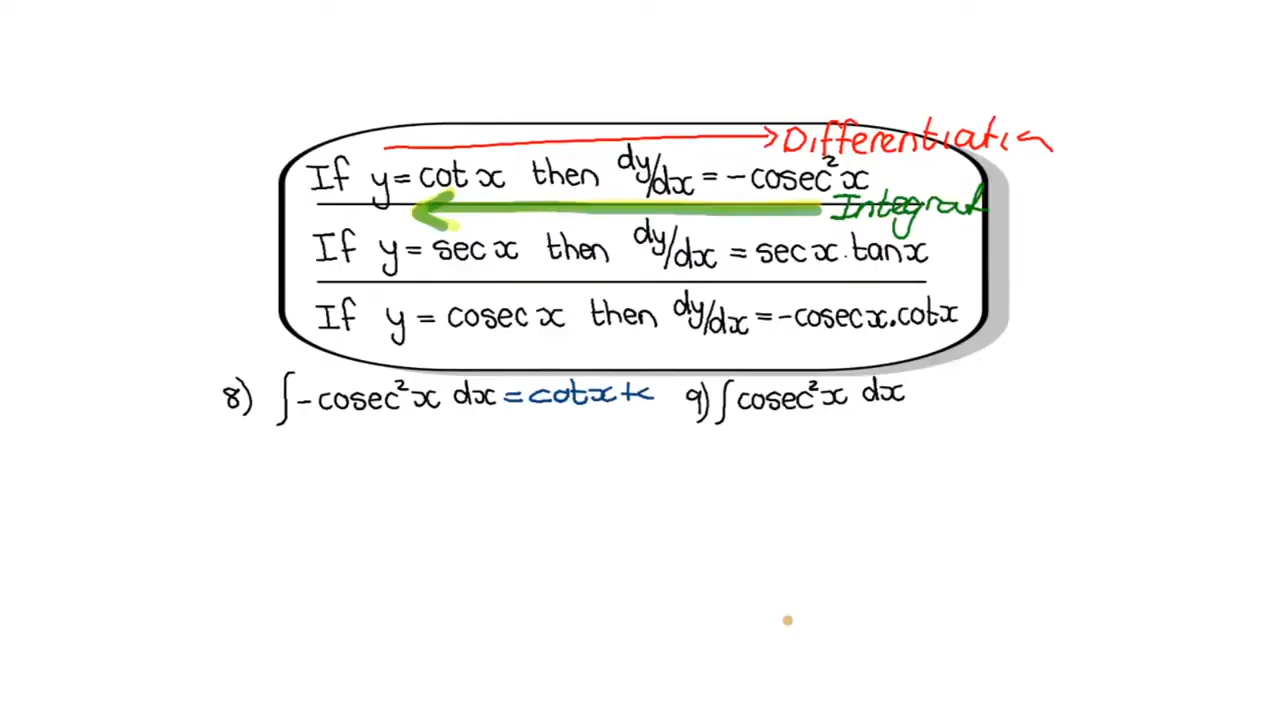 Differentiation
If y = cot x then dy/dx = -cosec²x
Integrat
If y = sec x then dy/dx = sec x . tan x
If y = cosec x then dy/dx = -cosec x . cot x
8) ∫ -cosec²x dx = cot x + k
9) ∫ cosec²x dx